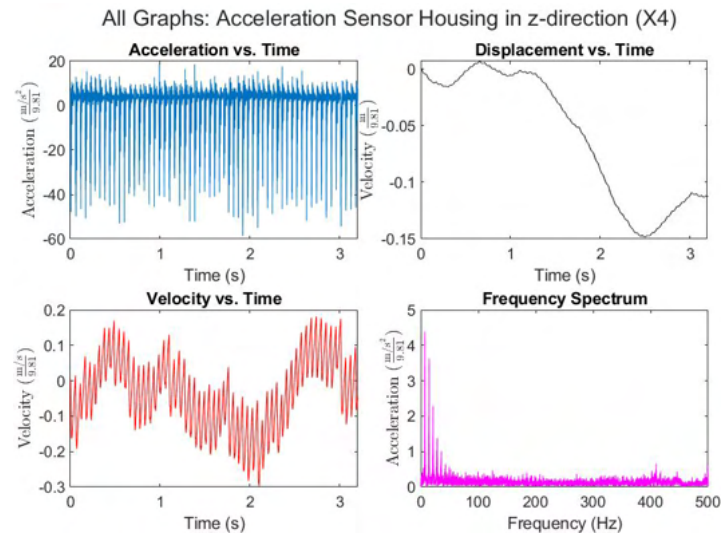 All Graphs: Acceleration Sensor Housing in z-direction (X4)
Acceleration vs. Time
Acceleration (m/s² / 9.81)
20
0
-20
-40
-60
0 1 2 3
Time (s)
Displacement vs. Time
Velocity (m / 9.81)
0
-0.05
-0.1
-0.15
0 1 2 3
Time (s)
Velocity vs. Time
Velocity (m/s / 9.81)
0.2
0.1
0
-0.1
-0.2
-0.3
0 1 2 3
Time (s)
Frequency Spectrum
Acceleration (m/s² / 9.81)
5
4
3
2
1
0
0 100 200 300 400 500
Frequency (Hz)